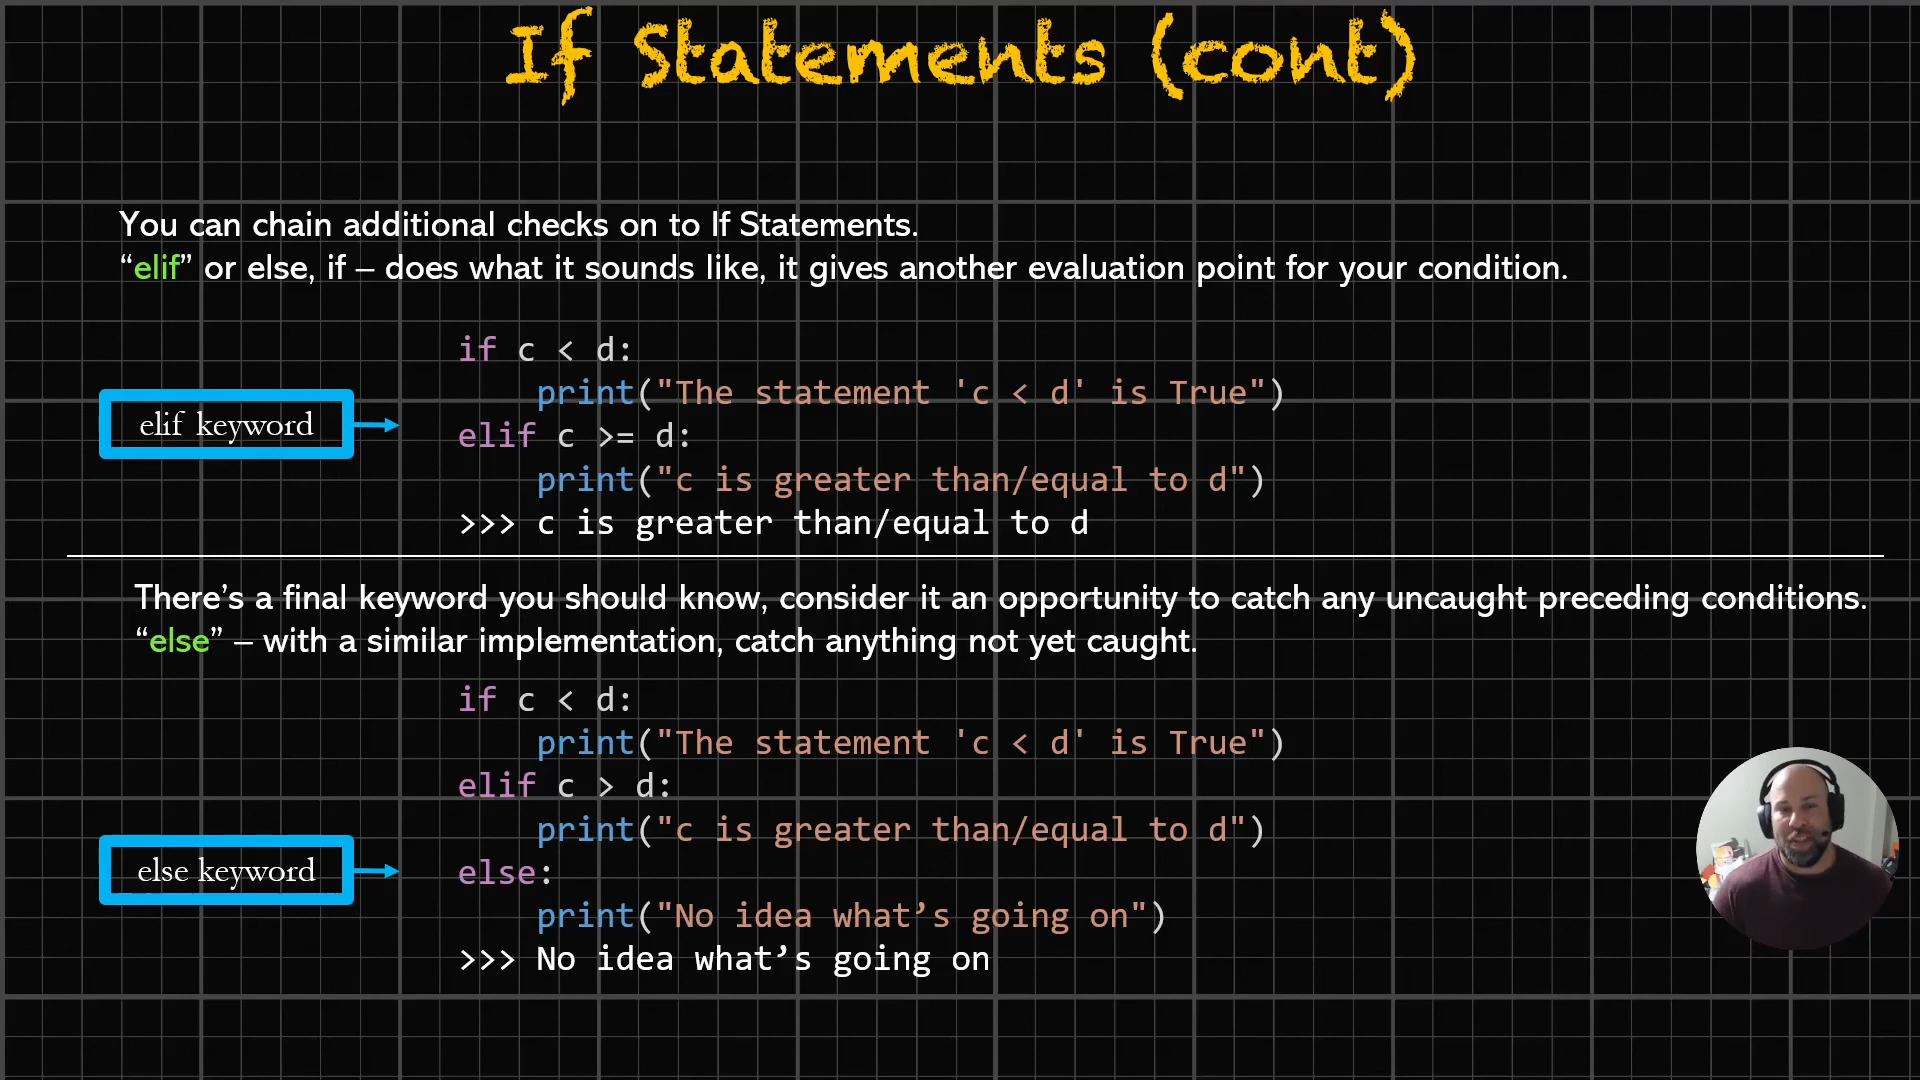 If Statements (cont)
You can chain additional checks on to If Statements.
“elif” or else, if – does what it sounds like, it gives another evaluation point for your condition.
if c < d:
    print("The statement 'c < d' is True")
elif keyword
elif c >= d:
    print("c is greater than/equal to d")
>>> c is greater than/equal to d
There’s a final keyword you should know, consider it an opportunity to catch any uncaught preceding conditions.
“else” – with a similar implementation, catch anything not yet caught.
if c < d:
    print("The statement 'c < d' is True")
elif c > d:
    print("c is greater than/equal to d")
else keyword
else:
    print("No idea what’s going on")
>>> No idea what’s going on